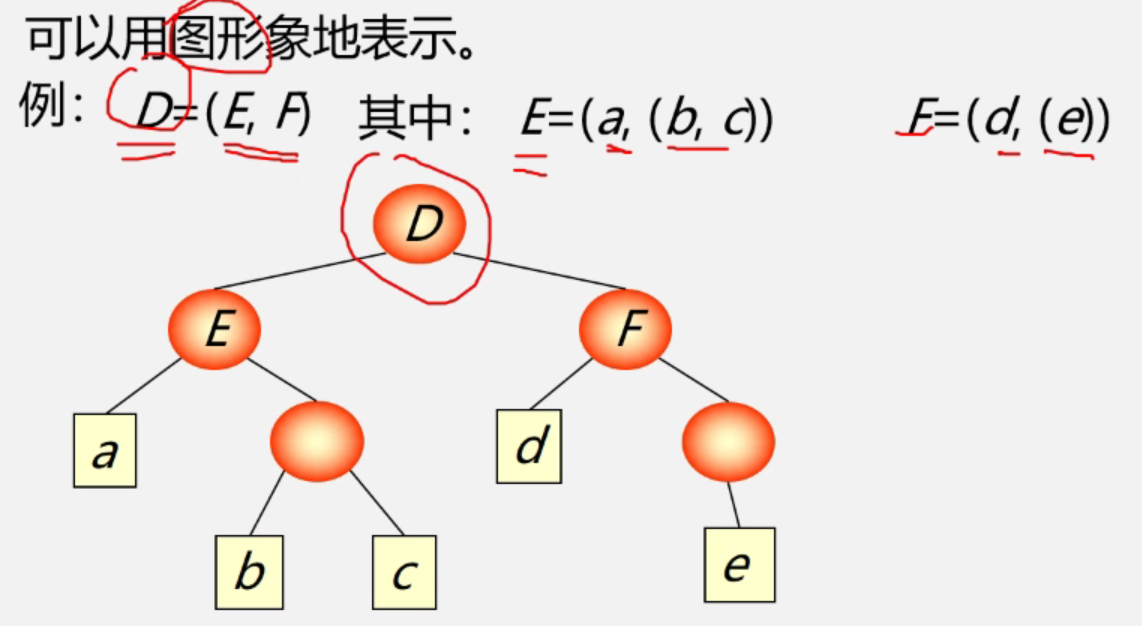 可以用图形象地表示。
例： D=(E, F) 其中： E=(a, (b, c)) F=(d, (e))
D
E F
a d
b c e